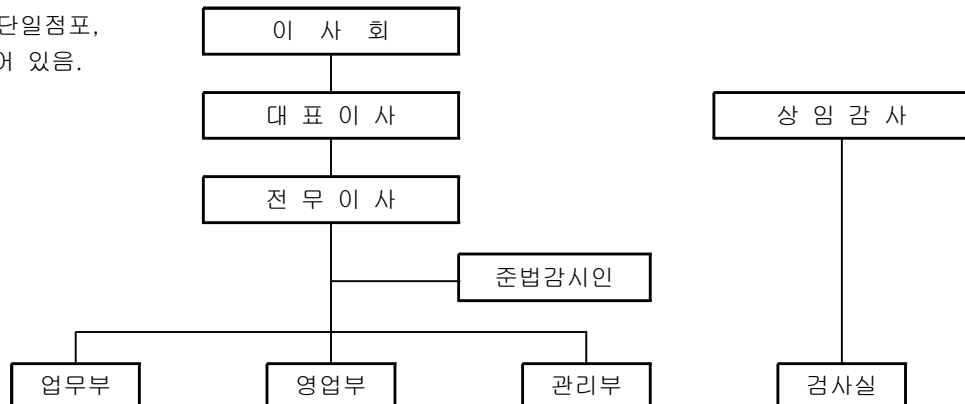 단일점포,
어 있음.
이 사 회
대 표 이 사
상 임 감 사
전 무 이 사
준법감시인
업무부
영업부
관리부
검사실